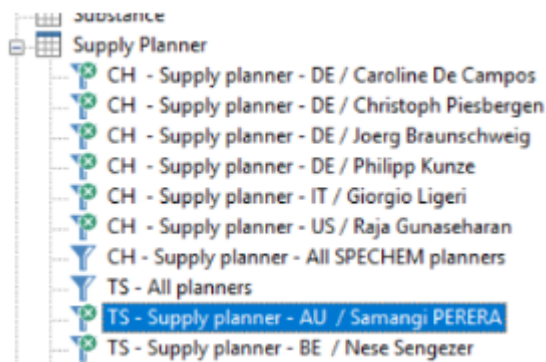 Substance
Supply Planner
CH - Supply planner - DE / Caroline De Campos
CH - Supply planner - DE / Christoph Piesbergen
CH - Supply planner - DE / Joerg Braunschweig
CH - Supply planner - DE / Philipp Kunze
CH - Supply planner - IT / Giorgio Ligeri
CH - Supply planner - US / Raja Gunaseharan
CH - Supply planner - All SPECHEM planners
TS - All planners
TS - Supply planner - AU / Samangi PERERA
TS - Supply planner - BE / Nese Sengezer